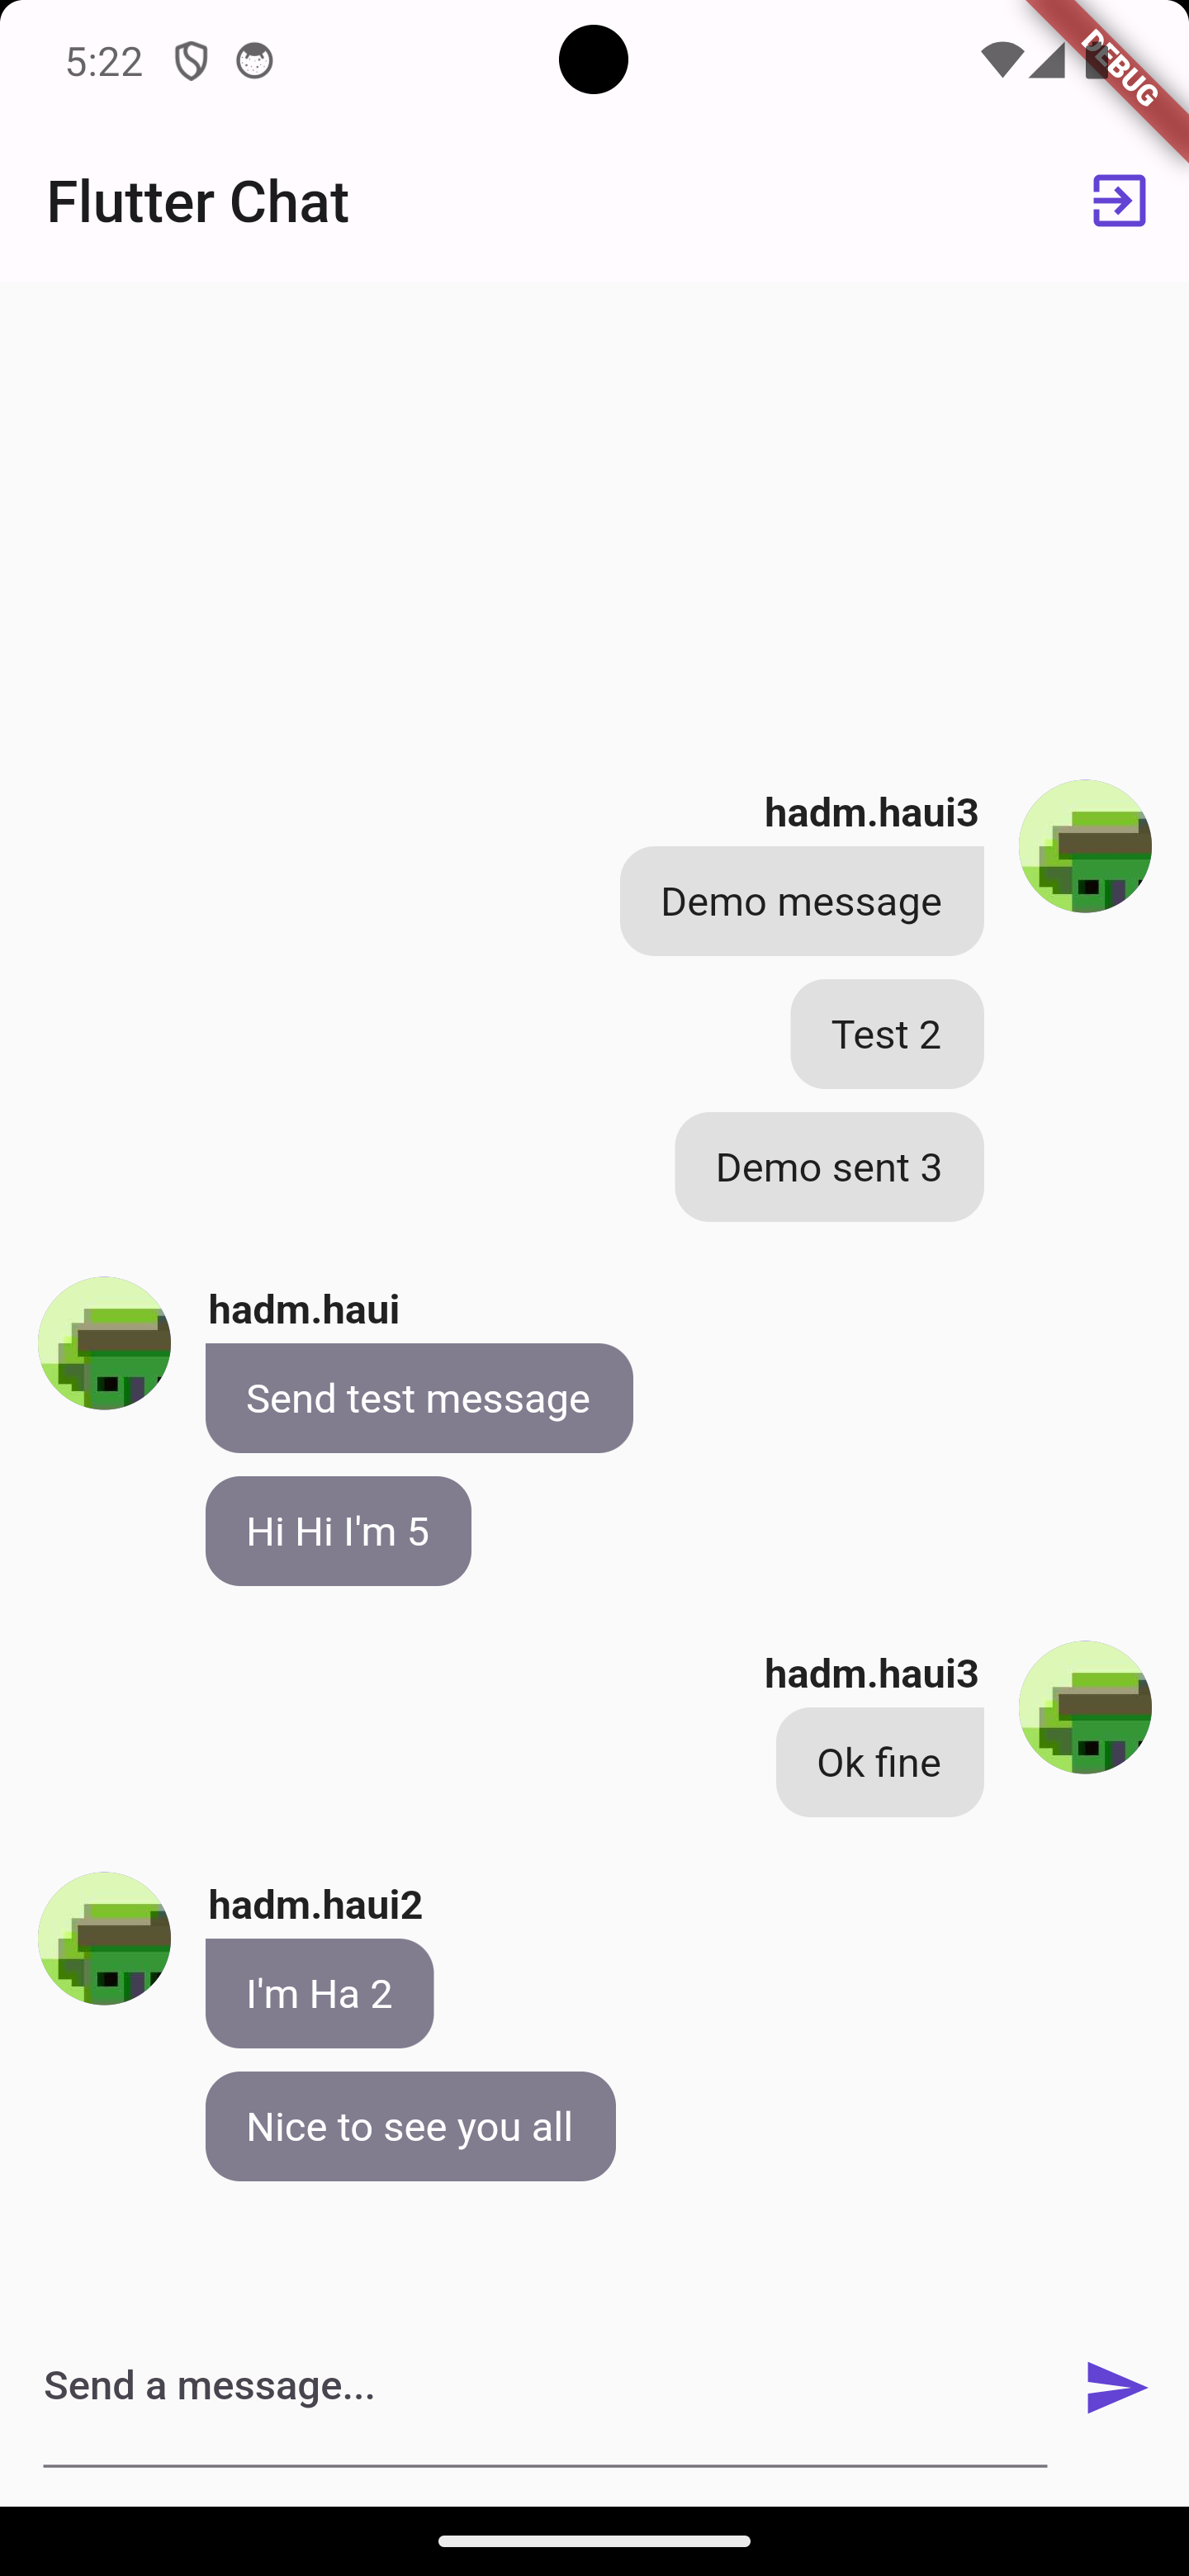 5:22
DEBUG
Flutter Chat
hadm.haui3
Demo message
Test 2
Demo sent 3
hadm.haui
Send test message
Hi Hi I'm 5
hadm.haui3
Ok fine
hadm.haui2
I'm Ha 2
Nice to see you all
Send a message...